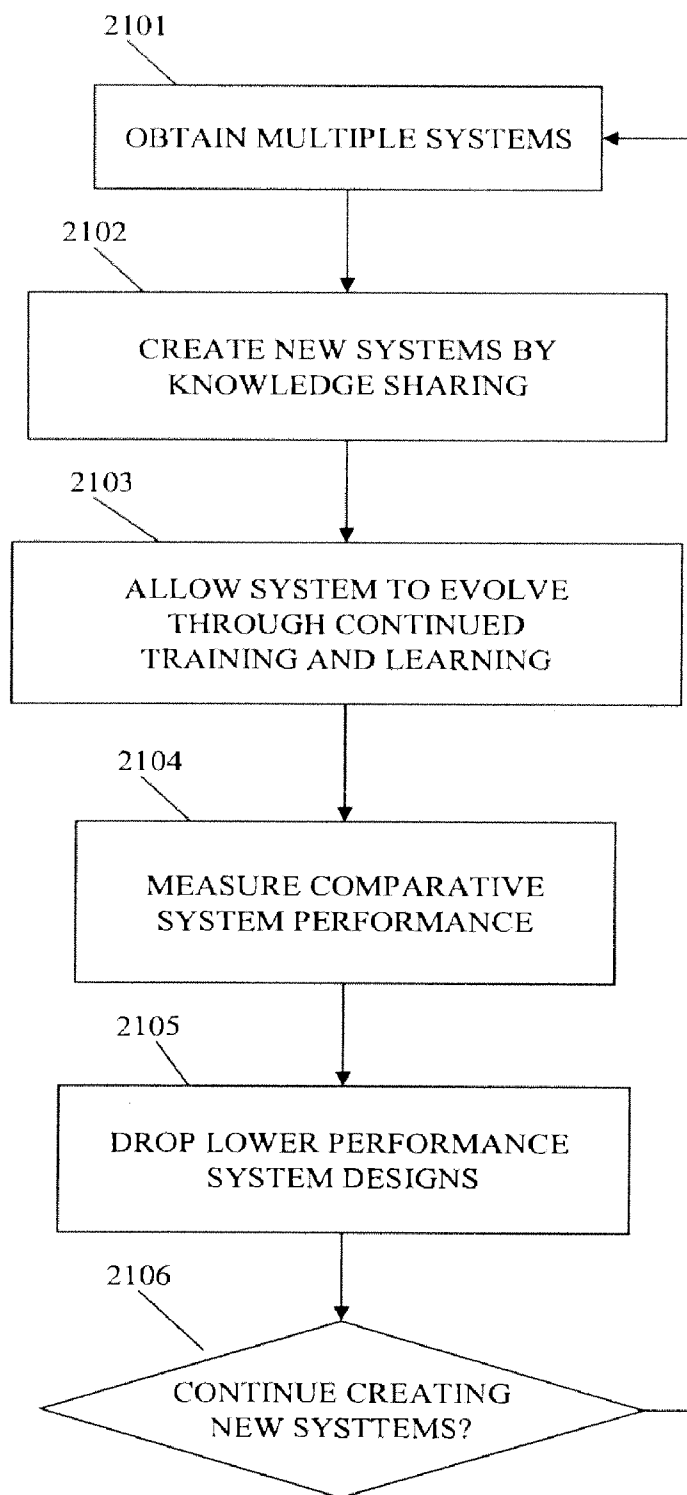 2101
OBTAIN MULTIPLE SYSTEMS
2102
CREATE NEW SYSTEMS BY
KNOWLEDGE SHARING
2103
ALLOW SYSTEM TO EVOLVE
THROUGH CONTINUED
TRAINING AND LEARNING
2104
MEASURE COMPARATIVE
SYSTEM PERFORMANCE
2105
DROP LOWER PERFORMANCE
SYSTEM DESIGNS
2106
CONTINUE CREATING
NEW SYSTTEMS?